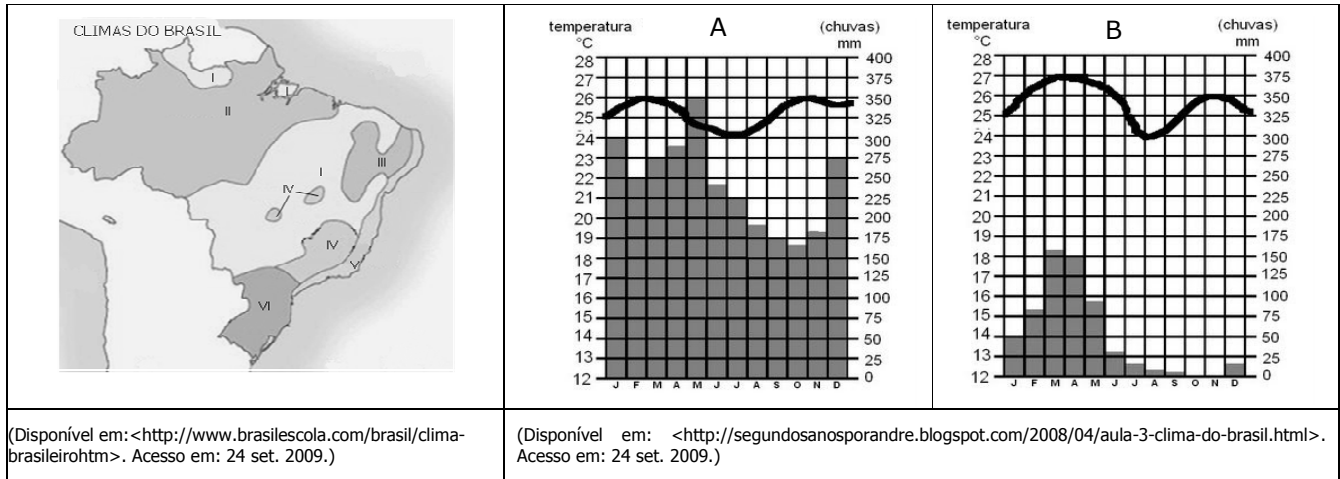 CLIMAS DO BRASIL
I
I
II
III
I
IV
IV
V
VI
temperatura
°C
A
(chuvas)
mm
28
27
26
25
24
23
22
21
20
19
18
17
16
15
14
13
12
400
375
350
325
300
275
250
225
200
175
150
125
100
75
50
25
0
J F M A M J J A S O N D
temperatura
°C
B
(chuvas)
mm
28
27
26
25
24
23
22
21
20
19
18
17
16
15
14
13
12
400
375
350
325
300
275
250
225
200
175
150
125
100
75
50
25
0
J F M A M J J A S O N D
(Disponível em:<http://www.brasilescola.com/brasil/clima-
brasileirohtm>. Acesso em: 24 set. 2009.)
(Disponível em: <http://segundosanosporandre.blogspot.com/2008/04/aula-3-clima-do-brasil.html>.
Acesso em: 24 set. 2009.)